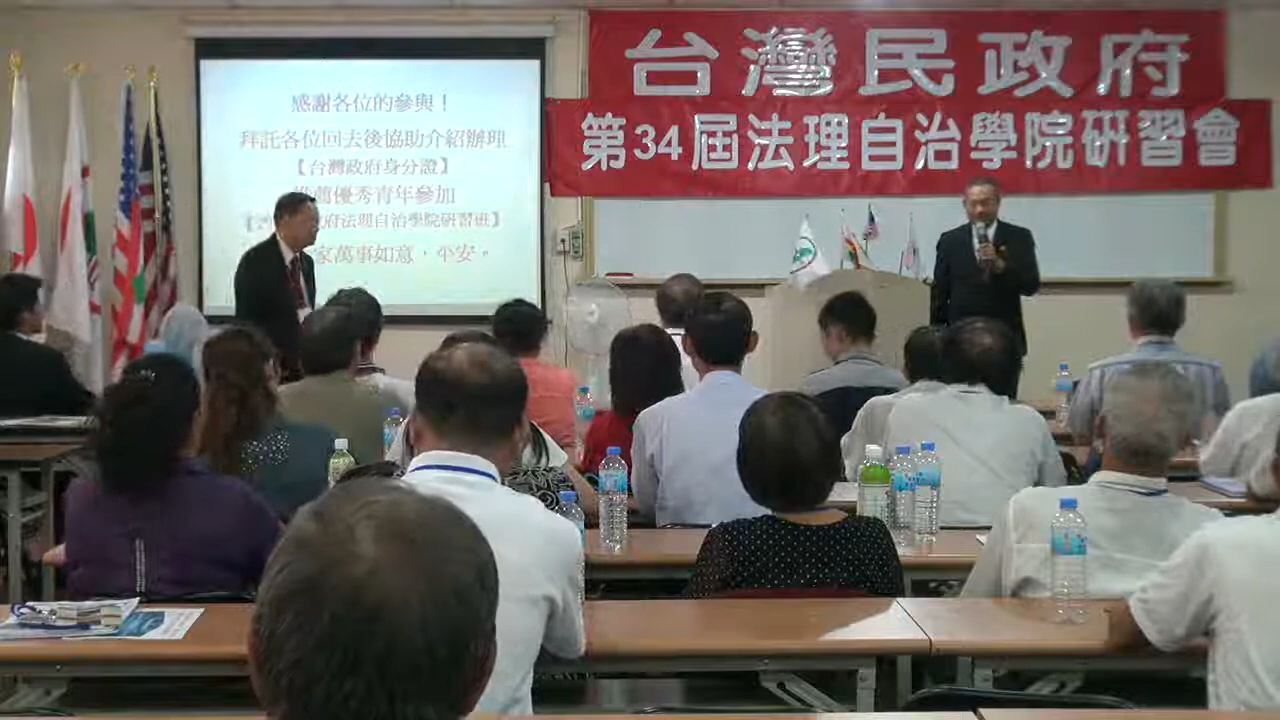 台灣民政府
第34屆法理自治學院研習會
感謝各位的參與！
拜託各位回去後協助介紹辦理
【台灣政府身分證】
推薦優秀青年參加
府法理自治學院研習班】
家萬事如意，平安。